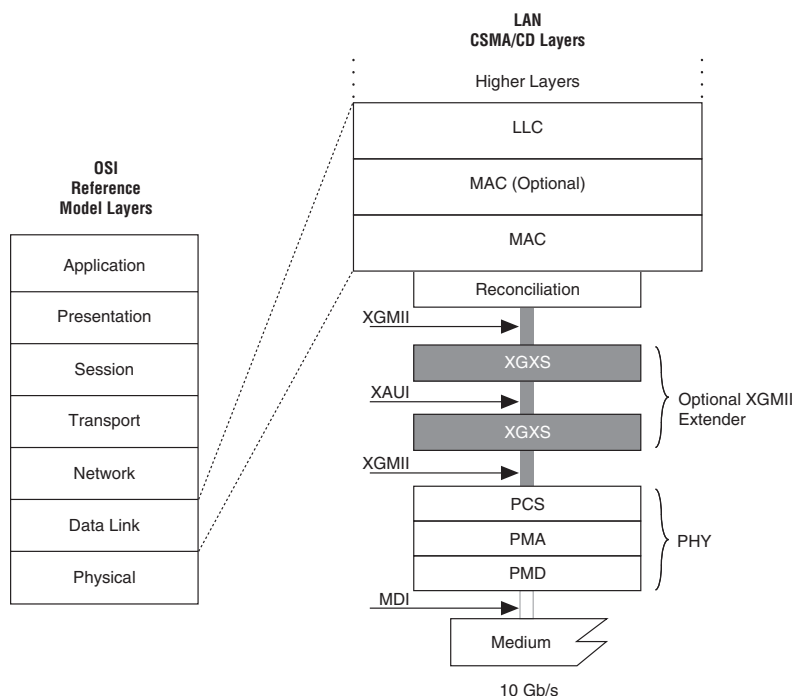 LAN
CSMA/CD Layers
Higher Layers
LLC
MAC (Optional)
MAC
Reconciliation
XGMII
XGXS
XAUI
XGXS
Optional XGMII
Extender
XGMII
PCS
PMA
PMD
PHY
MDI
Medium
10 Gb/s
OSI
Reference
Model Layers
Application
Presentation
Session
Transport
Network
Data Link
Physical